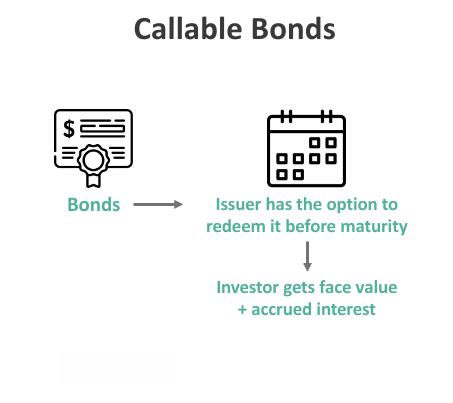 Callable Bonds
$
Bonds
Issuer has the option to
redeem it before maturity
Investor gets face value
+ accrued interest